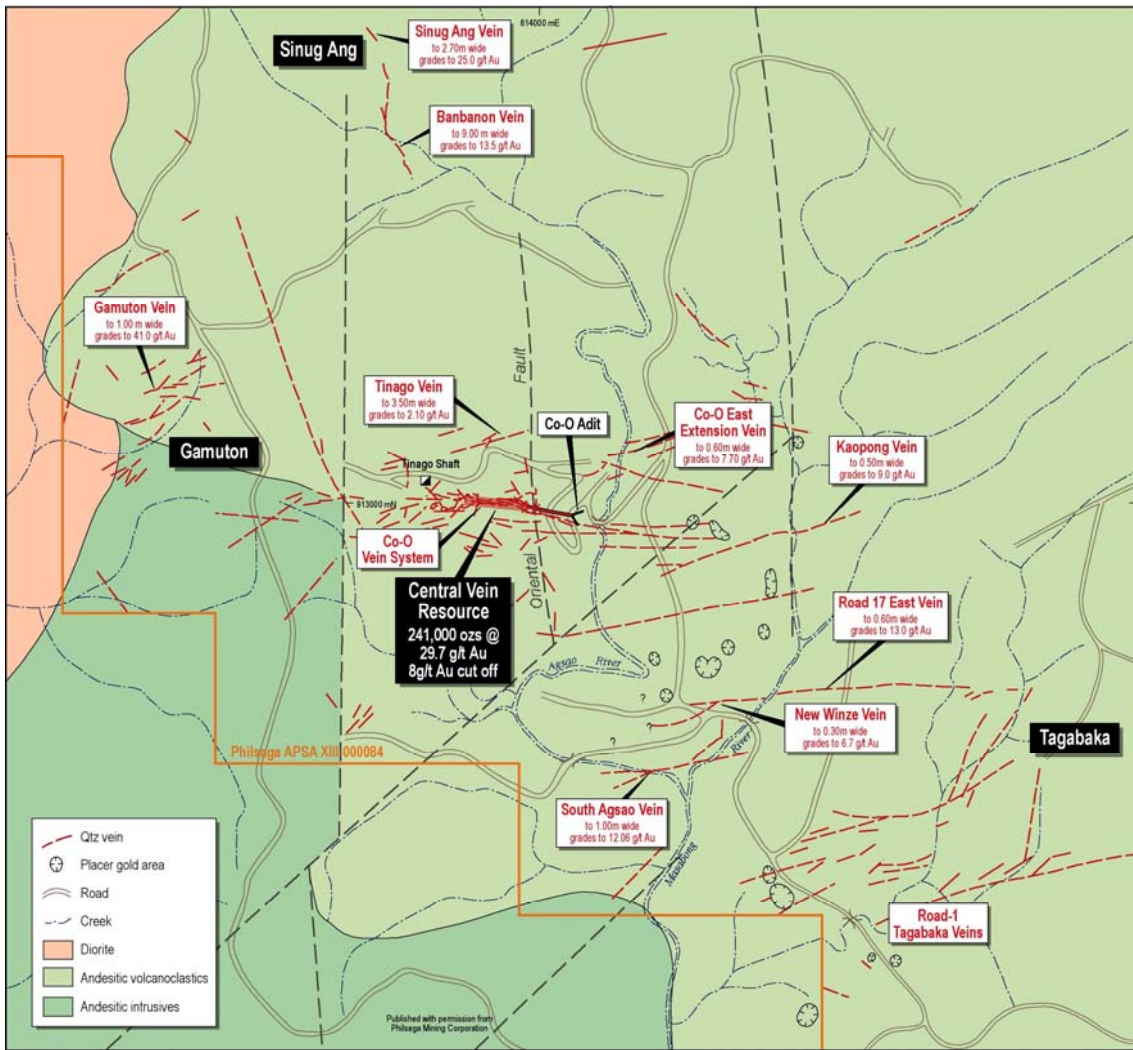 614000 mE
Sinug Ang
Sinug Ang Vein
to 2.70m wide
grades to 25.0 g/t Au
Banbanon Vein
to 9.00 m wide
grades to 13.5 g/t Au
Gamuton Vein
to 1.00 m wide
grades to 41.0 g/t Au
Gamuton
Tinago Vein
to 3.50m wide
grades to 2.10 g/t Au
Fault
Co-O Adit
Co-O East
Extension Vein
to 0.60m wide
grades to 7.70 g/t Au
Kaopong Vein
to 0.50m wide
grades to 9.0 g/t Au
Tinago Shaft
913000 mN
Co-O
Vein System
Central Vein
Resource
241,000 ozs @
29.7 g/t Au
8g/t Au cut off
Oriental
Road 17 East Vein
to 0.60m wide
grades to 13.0 g/t Au
Agsao River
?
?
?
New Winze Vein
to 0.30m wide
grades to 6.7 g/t Au
Tagabaka
Philsaga APSA XIII 000084
River
South Agsao Vein
to 1.00m wide
grades to 12.06 g/t Au
Masabong
Road-1
Tagabaka Veins
Qtz vein
Placer gold area
Road
Creek
Diorite
Andesitic volcanoclastics
Andesitic intrusives
Published with permission from
Philsaga Mining Corporation